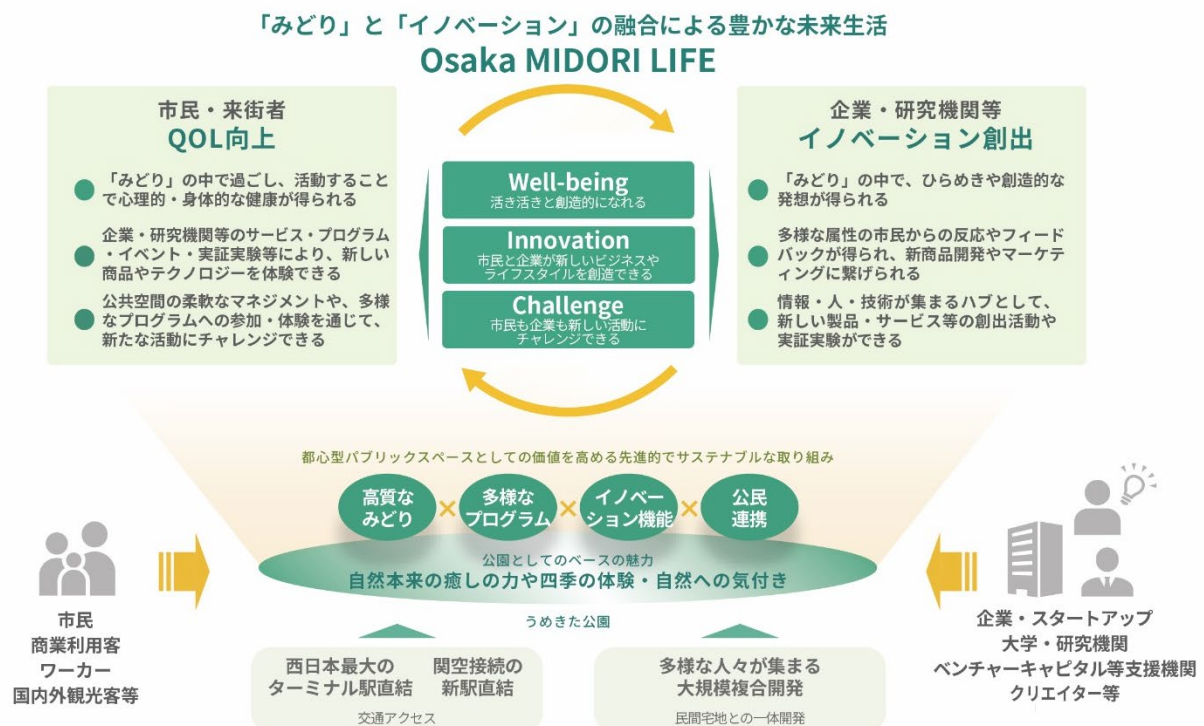 「みどり」と「イノベーション」の融合による豊かな未来生活
Osaka MIDORI LIFE
市民・来街者
QOL向上
「みどり」の中で過ごし、活動すること
で心理的・身体的な健康が得られる
企業・研究機関等のサービス・プログラム
・イベント・実証実験等により、新しい
商品やテクノロジーを体験できる
公共空間の柔軟なマネジメントや、多様
なプログラムへの参加・体験を通じて、
新たな活動にチャレンジできる
Well-being
活き活きと創造的になれる
Innovation
市民と企業が新しいビジネスや
ライフスタイルを創造できる
Challenge
市民も企業も新しい活動に
チャレンジできる
企業・研究機関等
イノベーション創出
「みどり」の中で、ひらめきや創造的な
発想が得られる
多様な属性の市民からの反応やフィード
バックが得られ、新商品開発やマーケ
ティングに繋げられる
情報・人・技術が集まるハブとして、
新しい製品・サービス等の創出活動や
実証実験ができる
都心型パブリックスペースとしての価値を高める先進的でサステナブルな取り組み
高質な
みどり
×
多様な
プログラム
×
イノベー
ション機能
×
公民
連携
公園としてのベースの魅力
自然本来の癒しの力や四季の体験・自然への気付き
うめきた公園
市民
商業利用客
ワーカー
国内外観光客等
西日本最大の
ターミナル駅直結
関空接続の
新駅直結
交通アクセス
多様な人々が集まる
大規模複合開発
民間宅地との一体開発
企業・スタートアップ
大学・研究機関
ベンチャーキャピタル等支援機関
クリエイター等